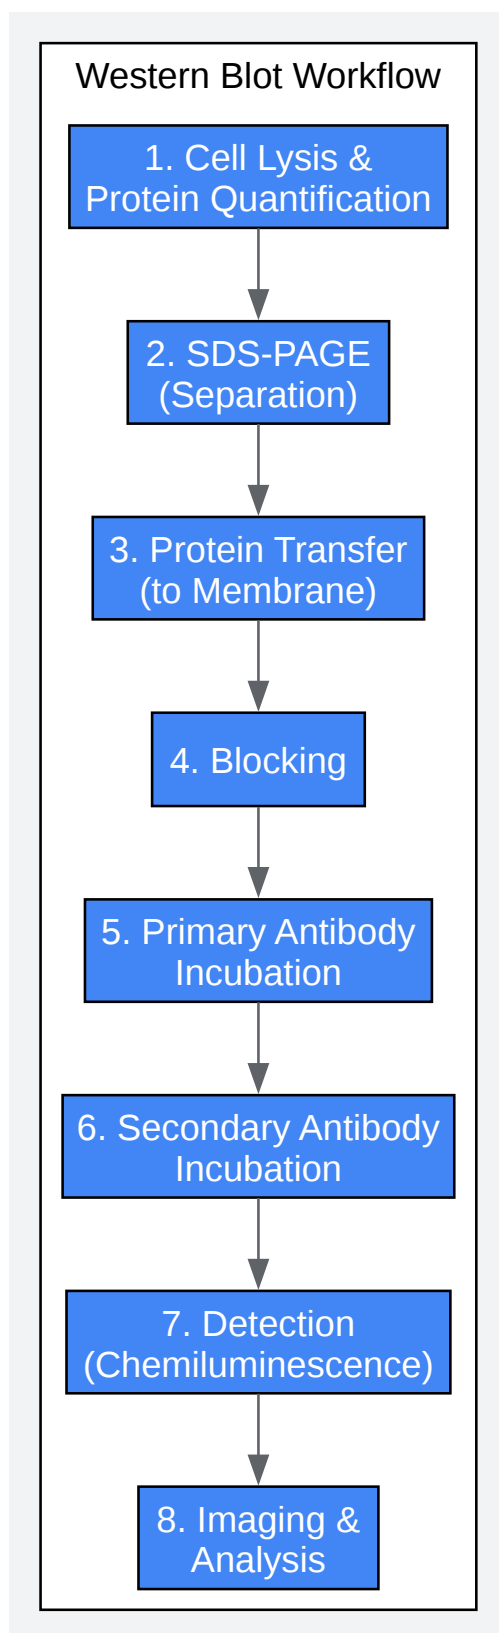 Western Blot Workflow
1. Cell Lysis &
Protein Quantification
2. SDS-PAGE
(Separation)
3. Protein Transfer
(to Membrane)
4. Blocking
5. Primary Antibody
Incubation
6. Secondary Antibody
Incubation
7. Detection
(Chemiluminescence)
8. Imaging &
Analysis